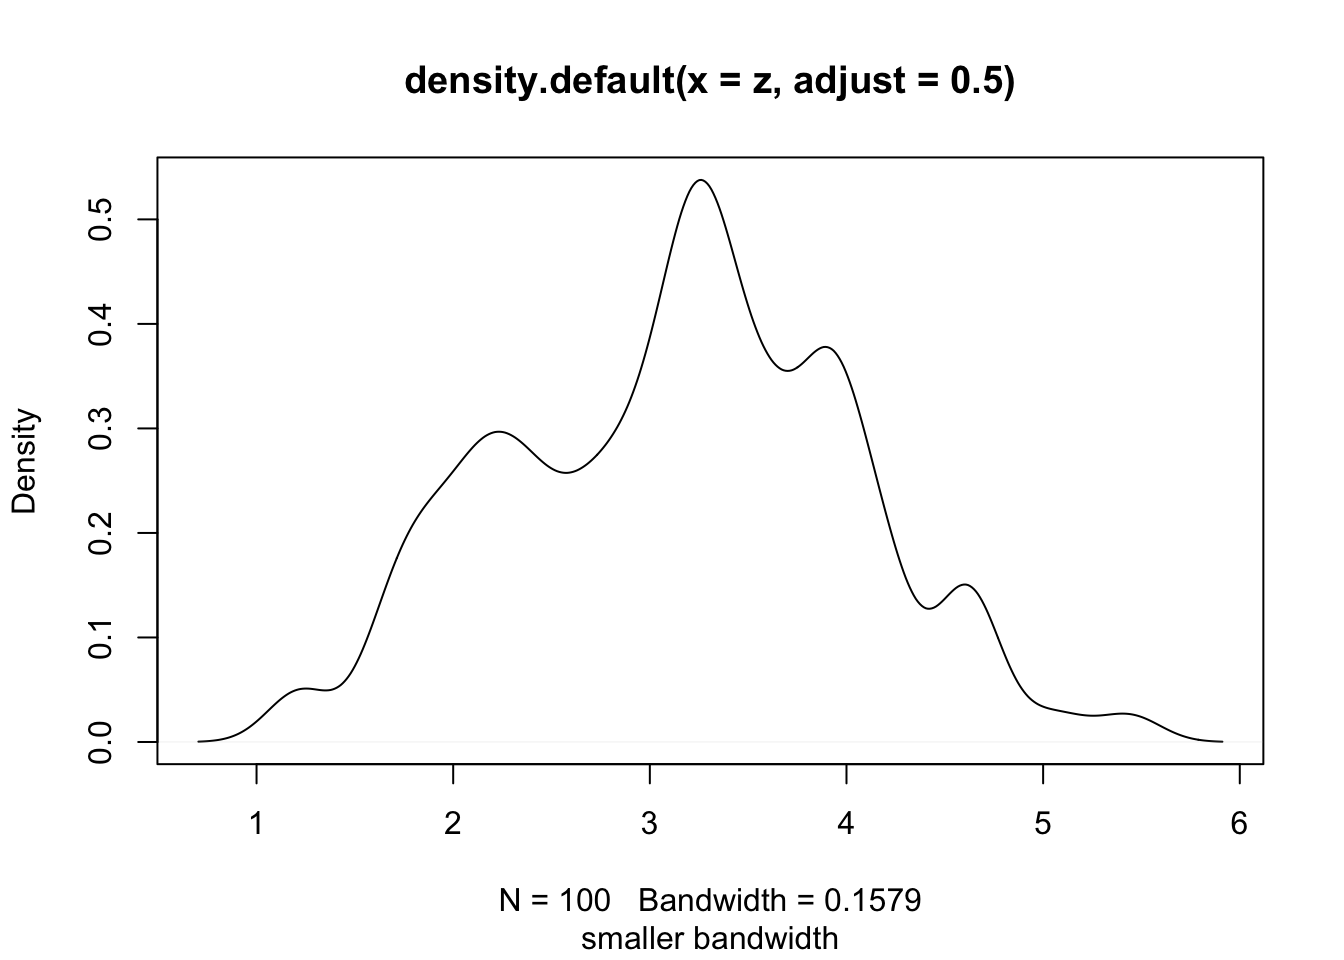 density.default(x = z, adjust = 0.5)
Density
0.5
0.4
0.3
0.2
0.1
0.0
1 2 3 4 5 6
N = 100 Bandwidth = 0.1579
smaller bandwidth